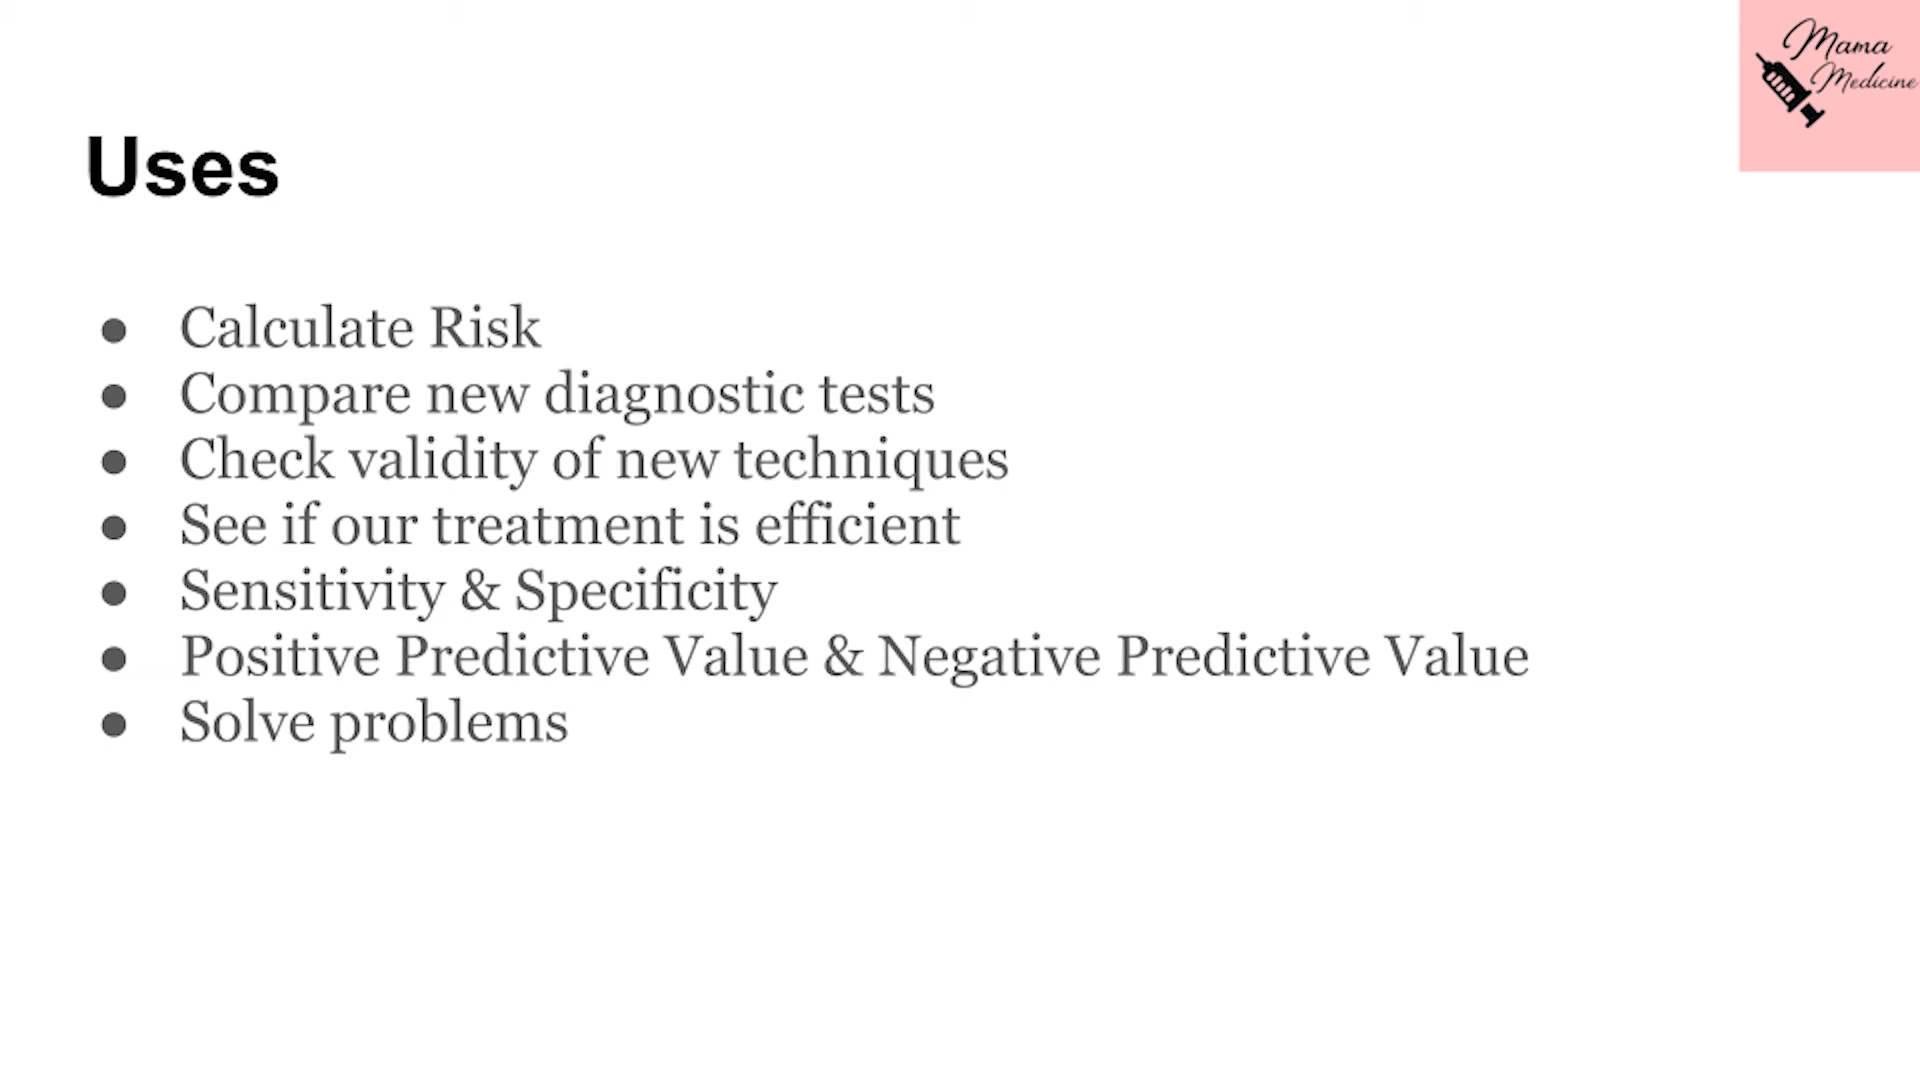 Mama
Medicine
Uses
● Calculate Risk
● Compare new diagnostic tests
● Check validity of new techniques
● See if our treatment is efficient
● Sensitivity & Specificity
● Positive Predictive Value & Negative Predictive Value
● Solve problems